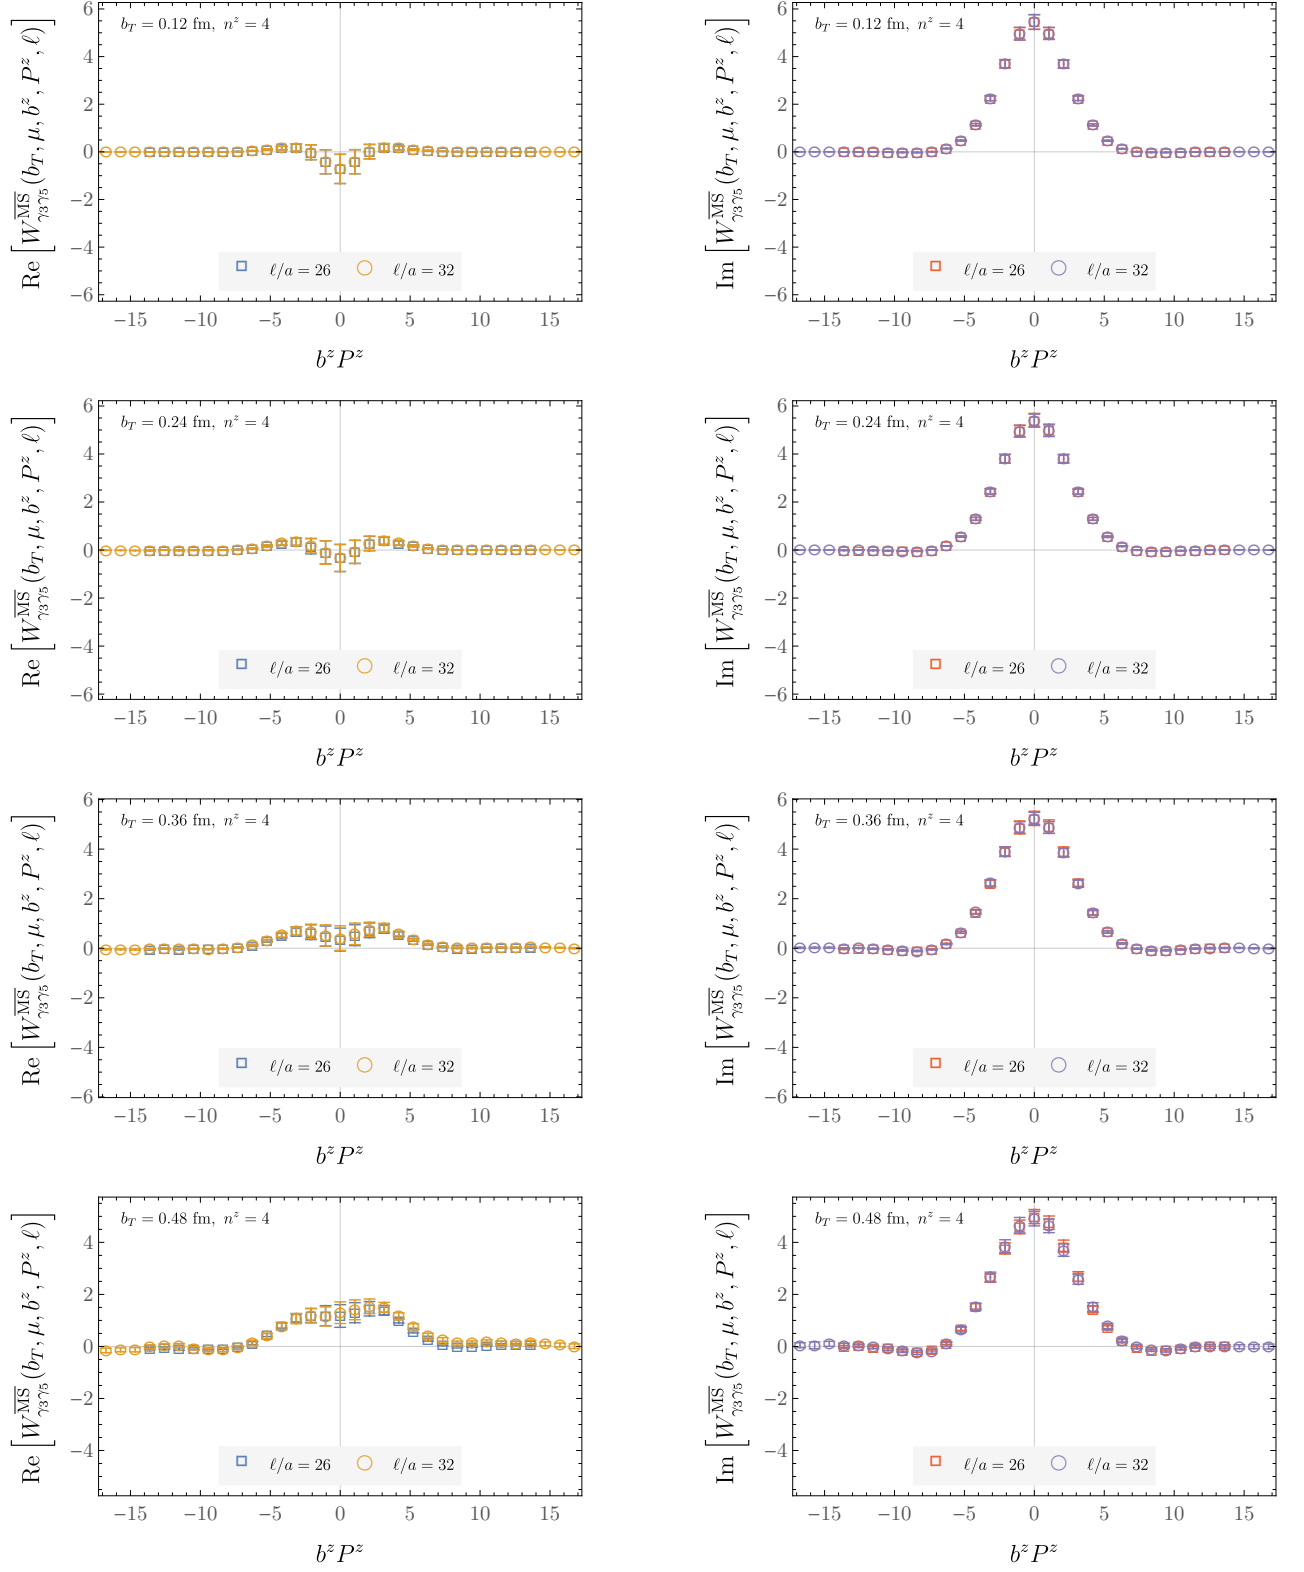 b_T = 0.12 fm, n^z = 4
Re [W^{\overline{MS}}_{γ3γ5}(b_T, μ, b^z, P^z, ℓ)]
6
4
2
0
−2
−4
−6
ℓ/a = 26 ℓ/a = 32
−15 −10 −5 0 5 10 15
b^z P^z
b_T = 0.12 fm, n^z = 4
Im [W^{\overline{MS}}_{γ3γ5}(b_T, μ, b^z, P^z, ℓ)]
6
4
2
0
−2
−4
−6
ℓ/a = 26 ℓ/a = 32
−15 −10 −5 0 5 10 15
b^z P^z
b_T = 0.24 fm, n^z = 4
Re [W^{\overline{MS}}_{γ3γ5}(b_T, μ, b^z, P^z, ℓ)]
6
4
2
0
−2
−4
−6
ℓ/a = 26 ℓ/a = 32
−15 −10 −5 0 5 10 15
b^z P^z
b_T = 0.24 fm, n^z = 4
Im [W^{\overline{MS}}_{γ3γ5}(b_T, μ, b^z, P^z, ℓ)]
6
4
2
0
−2
−4
−6
ℓ/a = 26 ℓ/a = 32
−15 −10 −5 0 5 10 15
b^z P^z
b_T = 0.36 fm, n^z = 4
Re [W^{\overline{MS}}_{γ3γ5}(b_T, μ, b^z, P^z, ℓ)]
6
4
2
0
−2
−4
−6
ℓ/a = 26 ℓ/a = 32
−15 −10 −5 0 5 10 15
b^z P^z
b_T = 0.36 fm, n^z = 4
Im [W^{\overline{MS}}_{γ3γ5}(b_T, μ, b^z, P^z, ℓ)]
6
4
2
0
−2
−4
−6
ℓ/a = 26 ℓ/a = 32
−15 −10 −5 0 5 10 15
b^z P^z
b_T = 0.48 fm, n^z = 4
Re [W^{\overline{MS}}_{γ3γ5}(b_T, μ, b^z, P^z, ℓ)]
4
2
0
−2
−4
ℓ/a = 26 ℓ/a = 32
−15 −10 −5 0 5 10 15
b^z P^z
b_T = 0.48 fm, n^z = 4
Im [W^{\overline{MS}}_{γ3γ5}(b_T, μ, b^z, P^z, ℓ)]
4
2
0
−2
−4
ℓ/a = 26 ℓ/a = 32
−15 −10 −5 0 5 10 15
b^z P^z